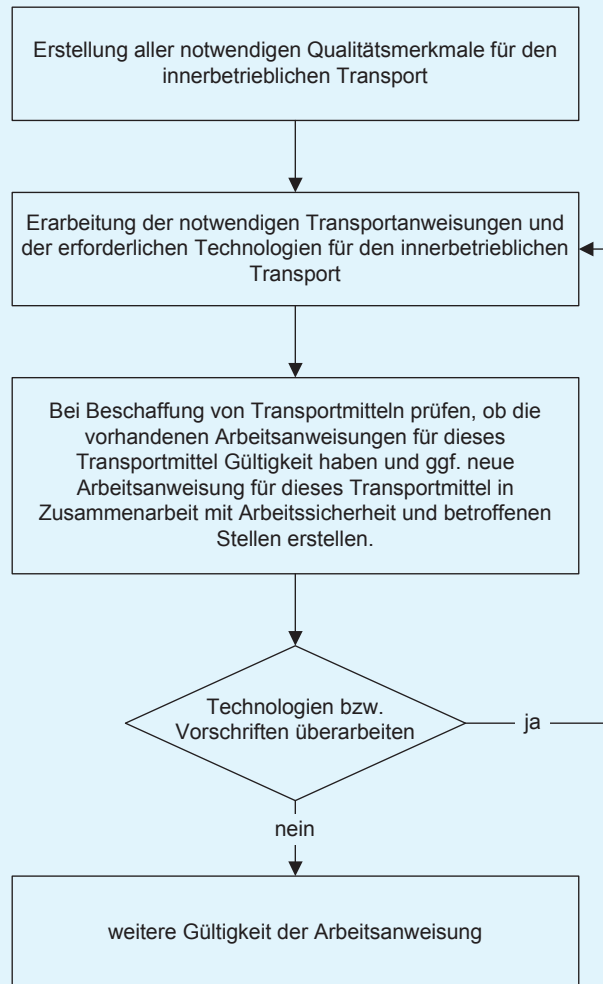 Erstellung aller notwendigen Qualitätsmerkmale für den
innerbetrieblichen Transport
Erarbeitung der notwendigen Transportanweisungen und
der erforderlichen Technologien für den innerbetrieblichen
Transport
Bei Beschaffung von Transportmitteln prüfen, ob die
vorhandenen Arbeitsanweisungen für dieses
Transportmittel Gültigkeit haben und ggf. neue
Arbeitsanweisung für dieses Transportmittel in
Zusammenarbeit mit Arbeitssicherheit und betroffenen
Stellen erstellen.
Technologien bzw.
Vorschriften überarbeiten
ja
nein
weitere Gültigkeit der Arbeitsanweisung